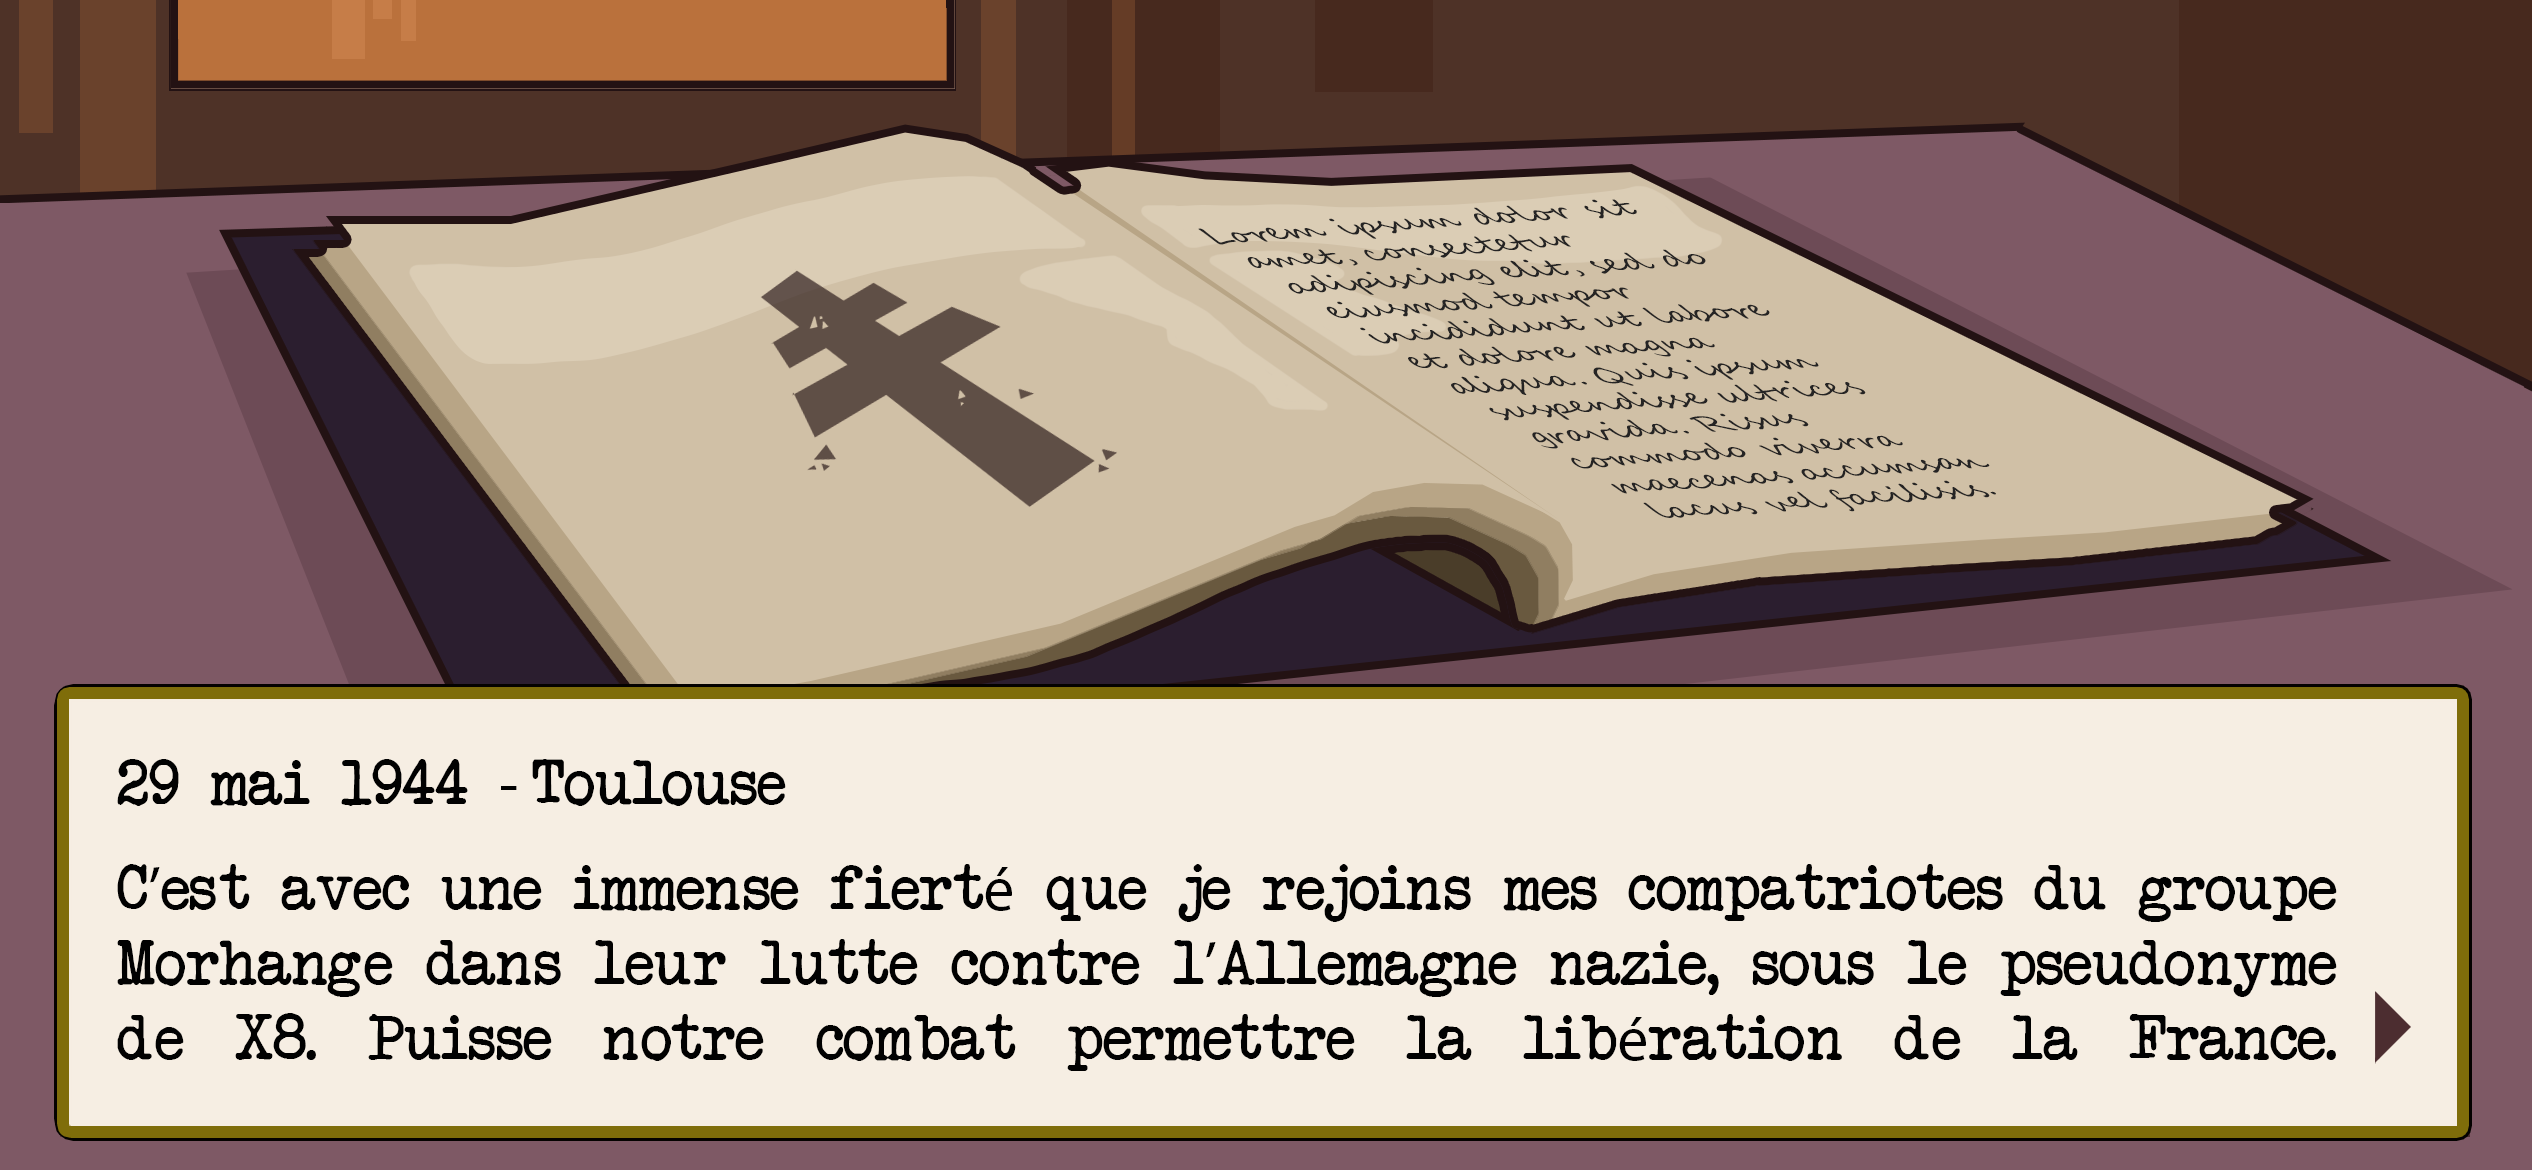 Lorem ipsum dolor sit
amet, consectetur
adipiscing elit, sed do
eiusmod tempor
incididunt ut labore
et dolore magna
aliqua. Quis ipsum
suspendisse ultrices
gravida. Risus
commodo viverra
maecenas accumsan
lacus vel facilisis.
29 mai 1944 - Toulouse
C'est avec une immense fierté que je rejoins mes compatriotes du groupe
Morhange dans leur lutte contre l'Allemagne nazie, sous le pseudonyme
de X8. Puisse notre combat permettre la libération de la France.